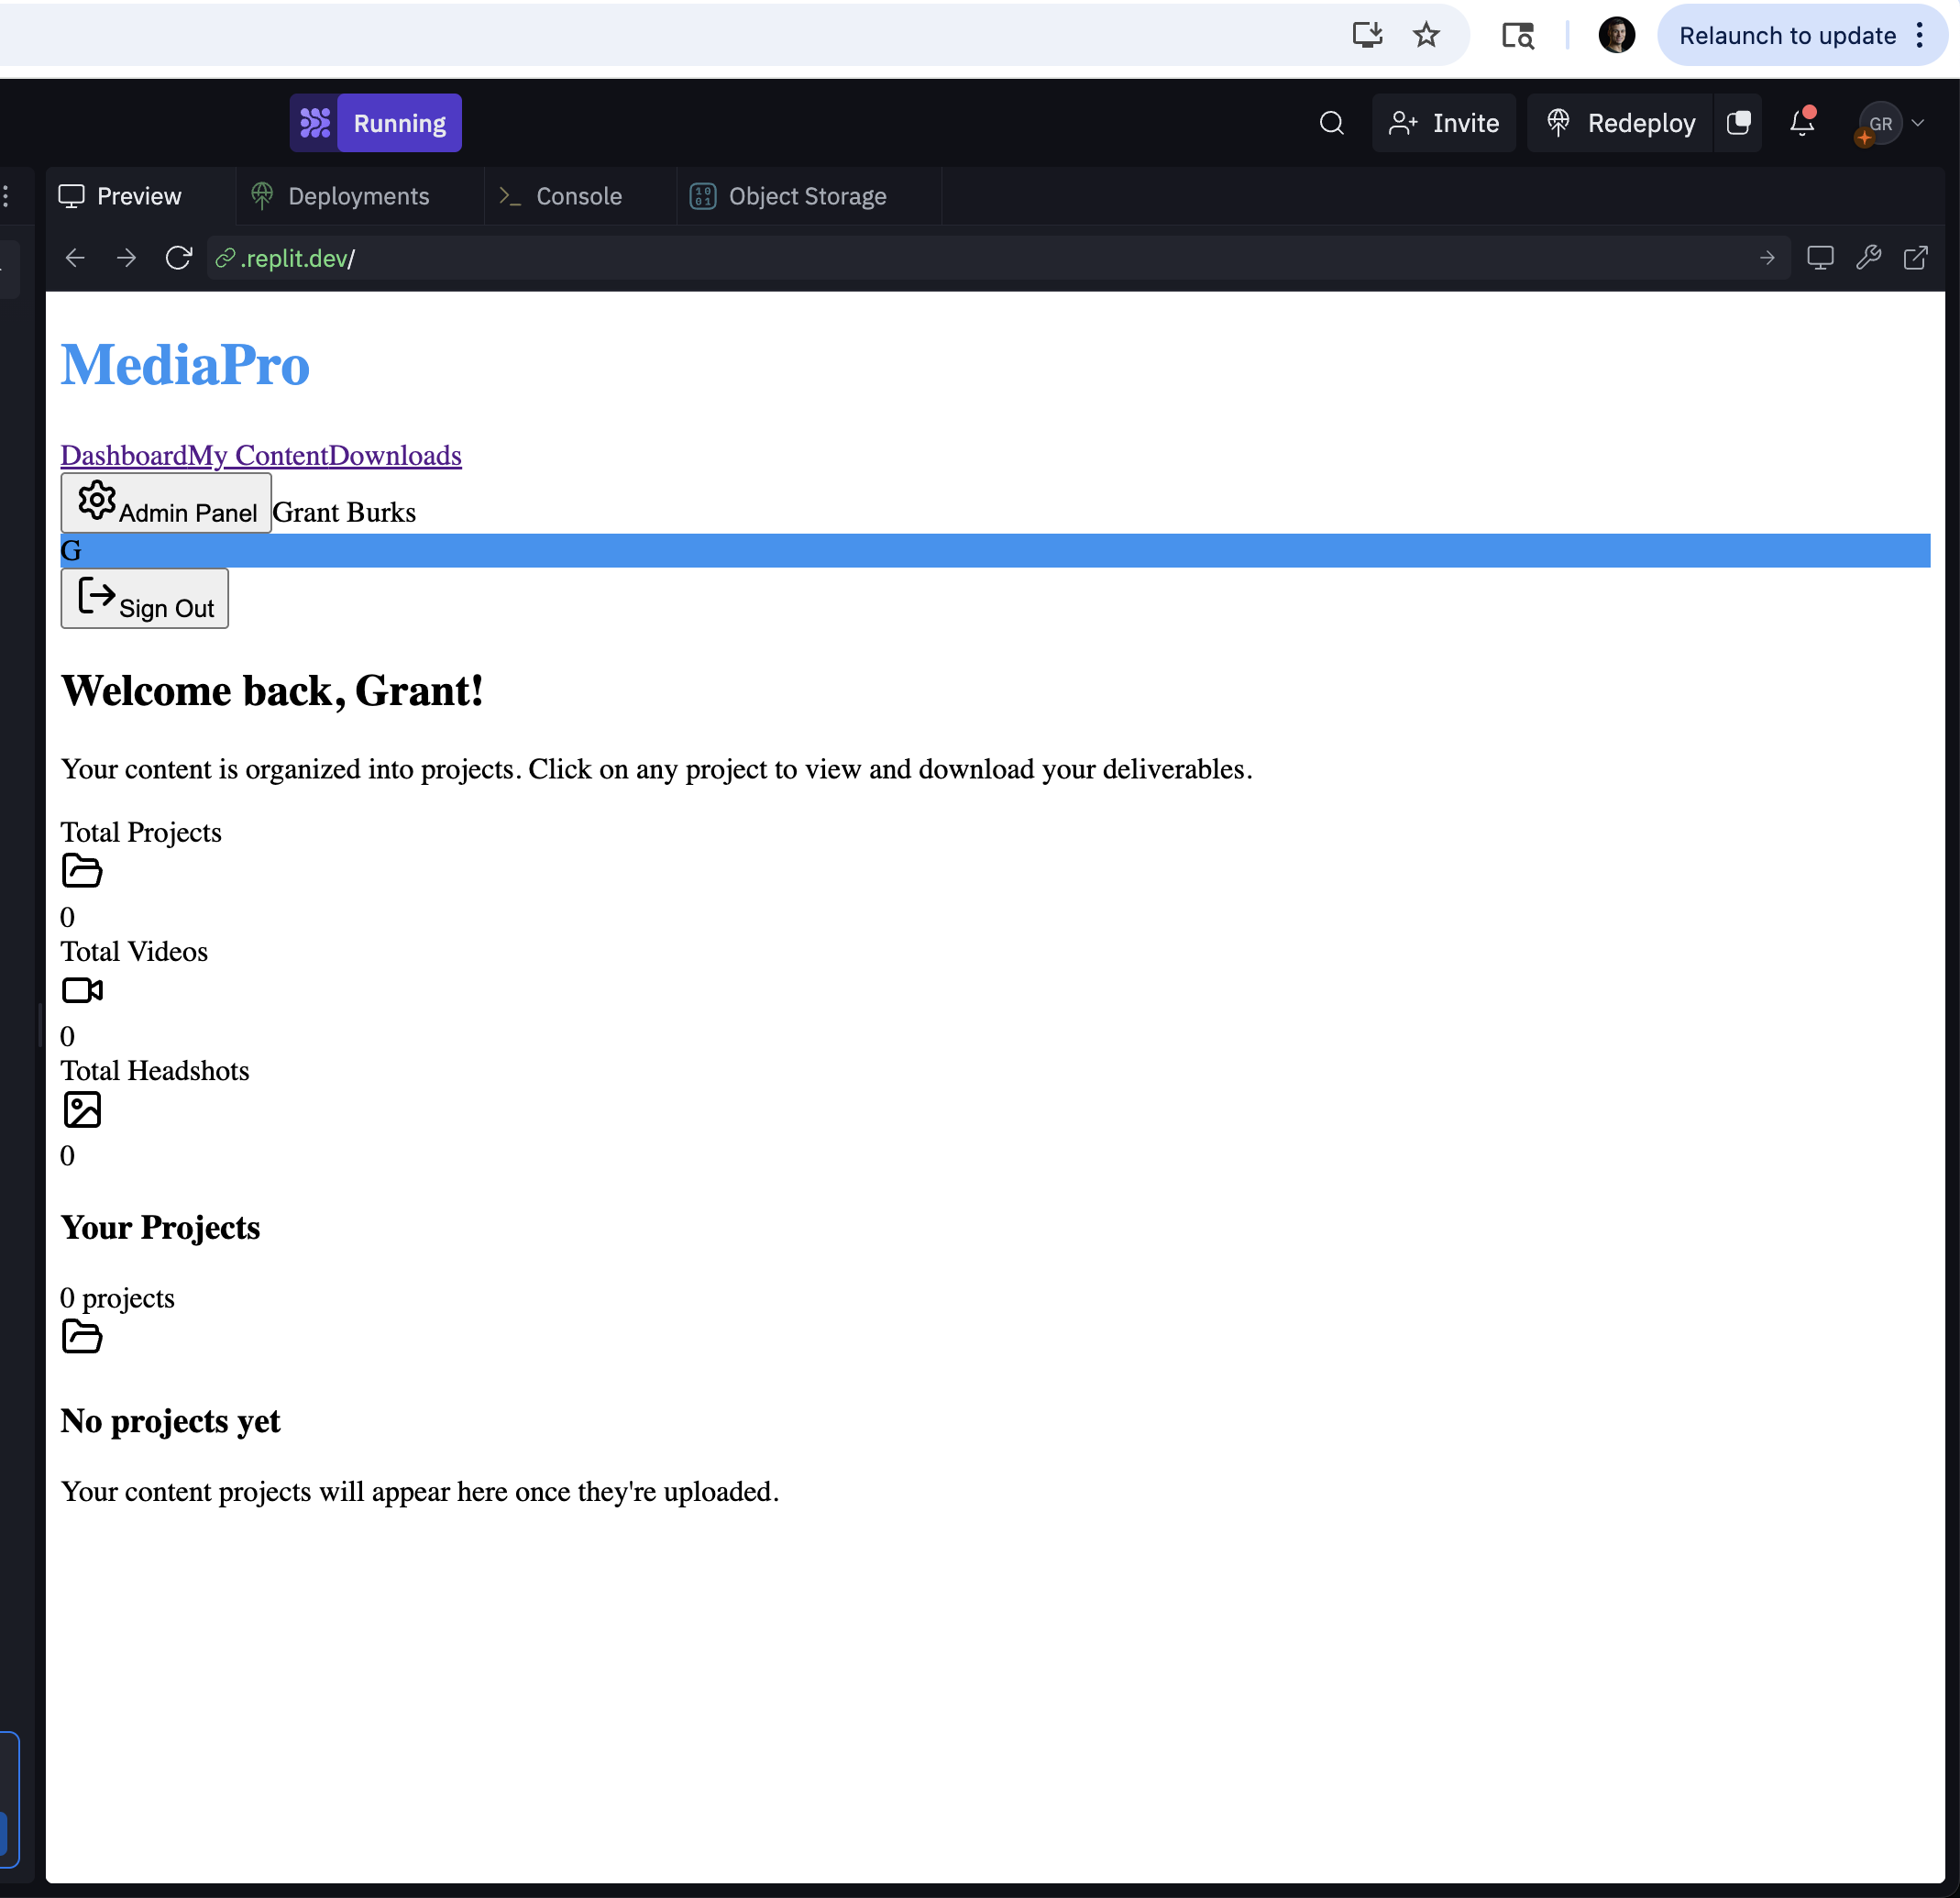 Relaunch to update
Running
Invite
Redeploy
GR
Preview
Deployments
Console
Object Storage
.replit.dev/
MediaPro
DashboardMy ContentDownloads
Admin Panel Grant Burks
G
Sign Out
Welcome back, Grant!
Your content is organized into projects. Click on any project to view and download your deliverables.
Total Projects
0
Total Videos
0
Total Headshots
0
Your Projects
0 projects
No projects yet
Your content projects will appear here once they're uploaded.